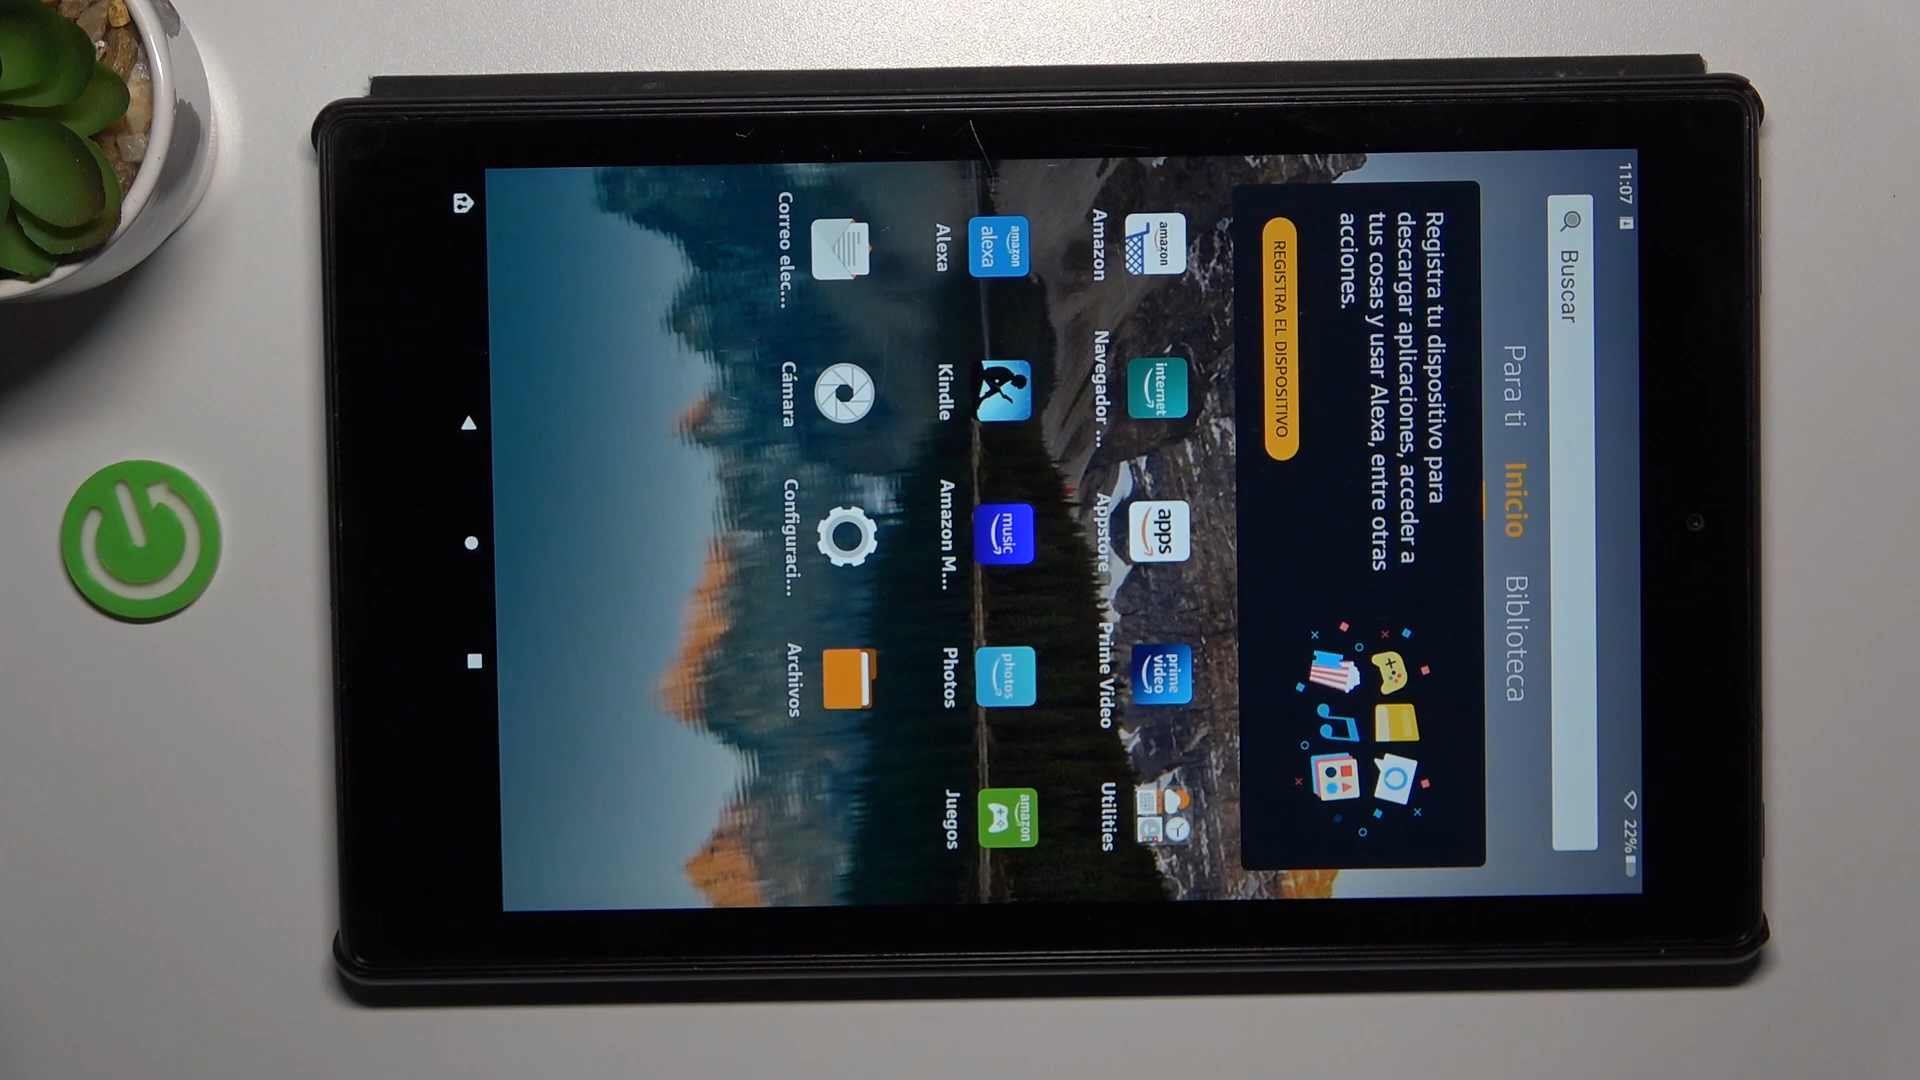 11:07
22%
Buscar
Para ti
Inicio
Biblioteca
Registra tu dispositivo para
descargar aplicaciones, acceder a
tus cosas y usar Alexa, entre otras
acciones.
REGISTRA EL DISPOSITIVO
amazon
internet
apps
prime
video
Amazon
Navegador ...
Appstore
Prime Video
Utilities
amazon
alexa
music
photos
amazon
Alexa
Kindle
Amazon M...
Photos
Juegos
Correo elec...
Cámara
Configuraci...
Archivos